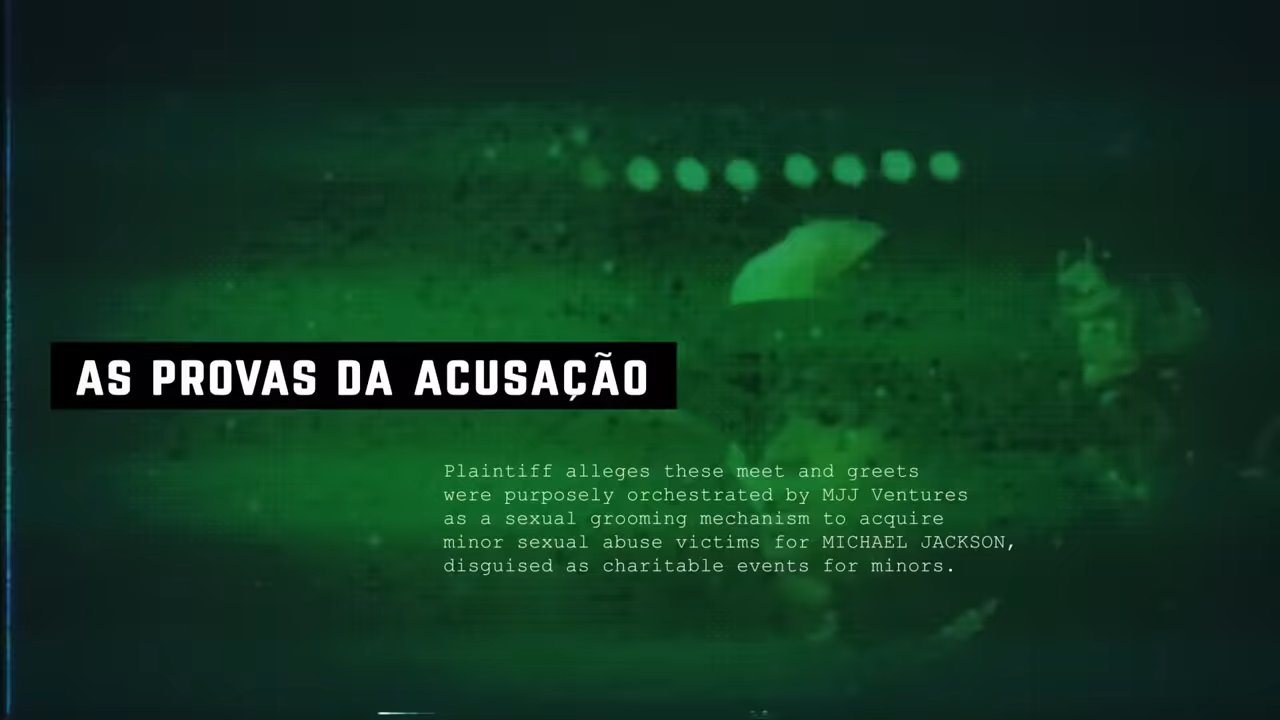 AS PROVAS DA ACUSAÇÃO
Plaintiff alleges these meet and greets
were purposely orchestrated by MJJ Ventures
as a sexual grooming mechanism to acquire
minor sexual abuse victims for MICHAEL JACKSON,
disguised as charitable events for minors.